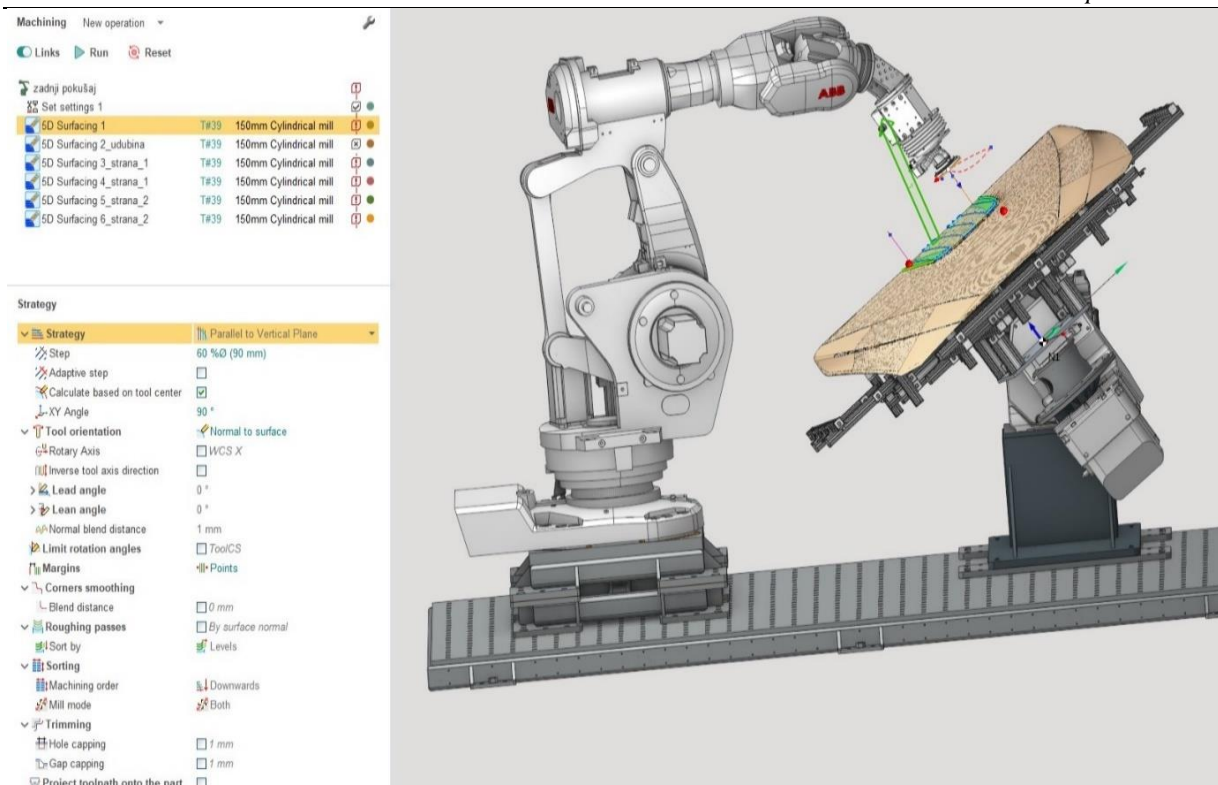 Machining New operation
Links Run Reset
zadnji pokušaj
Set settings 1
5D Surfacing 1 T#39 150mm Cylindrical mill
5D Surfacing 2_udubina T#39 150mm Cylindrical mill
5D Surfacing 3_strana_1 T#39 150mm Cylindrical mill
5D Surfacing 4_strana_1 T#39 150mm Cylindrical mill
5D Surfacing 5_strana_2 T#39 150mm Cylindrical mill
5D Surfacing 6_strana_2 T#39 150mm Cylindrical mill
Strategy
Strategy Parallel to Vertical Plane
Step 60 %Ø (90 mm)
Adaptive step
Calculate based on tool center
XY Angle 90 °
Tool orientation Normal to surface
Rotary Axis WCS X
Inverse tool axis direction
Lead angle 0 °
Lean angle 0 °
Normal blend distance 1 mm
Limit rotation angles ToolCS
Margins Points
Corners smoothing
Blend distance 0 mm
Roughing passes By surface normal
Sort by Levels
Sorting
Machining order Downwards
Mill mode Both
Trimming
Hole capping 1 mm
Gap capping 1 mm
Project toolpath onto the part
ABB
N1